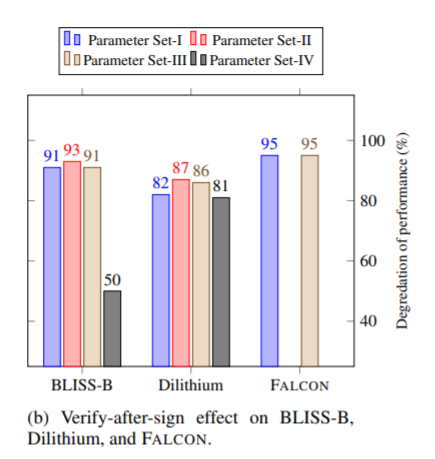 Parameter Set-I Parameter Set-II
Parameter Set-III Parameter Set-IV
91 93 91 50
82 87 86 81
95 95
100
80
60
40
Degredation of performance (%)
BLISS-B Dilithium FALCON
(b) Verify-after-sign effect on BLISS-B,
Dilithium, and FALCON.